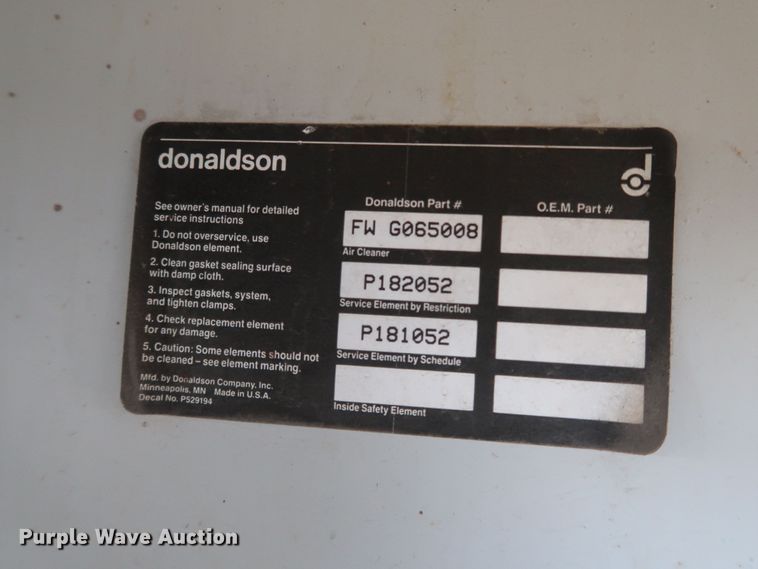 donaldson
See owner's manual for detailed
service instructions
1. Do not overservice, use
Donaldson element.
2. Clean gasket sealing surface
with damp cloth.
3. Inspect gaskets, system,
and tighten clamps.
4. Check replacement element
for any damage.
5. Caution: Some elements should not
be cleaned – see element marking.
Mfd. by Donaldson Company, Inc.
Minneapolis, MN Made in U.S.A.
Decal No. P529194
Donaldson Part #
FW G065008
Air Cleaner
P182052
Service Element by Restriction
P181052
Service Element by Schedule
Inside Safety Element
O.E.M. Part #
Purple Wave Auction